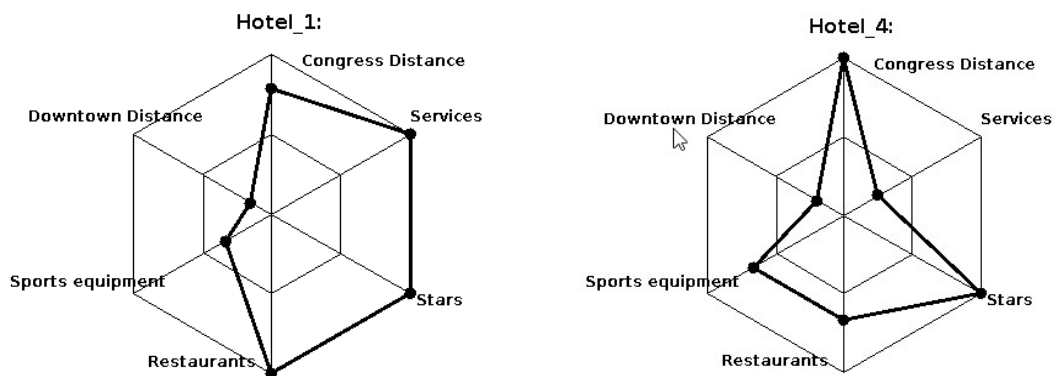 Hotel_1:
Congress Distance
Downtown Distance
Services
Sports equipment
Stars
Restaurants
Hotel_4:
Congress Distance
Downtown Distance
Services
Sports equipment
Stars
Restaurants